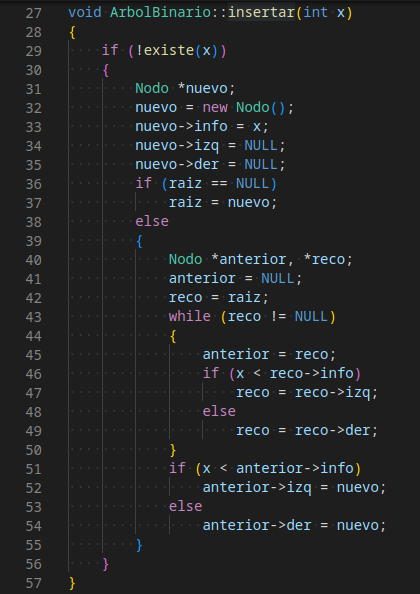 27 void ArbolBinario::insertar(int x)
28 {
29     if (!existe(x))
30     {
31         Nodo *nuevo;
32         nuevo = new Nodo();
33         nuevo->info = x;
34         nuevo->izq = NULL;
35         nuevo->der = NULL;
36         if (raiz == NULL)
37             raiz = nuevo;
38         else
39         {
40             Nodo *anterior, *reco;
41             anterior = NULL;
42             reco = raiz;
43             while (reco != NULL)
44             {
45                 anterior = reco;
46                 if (x < reco->info)
47                     reco = reco->izq;
48                 else
49                     reco = reco->der;
50             }
51             if (x < anterior->info)
52                 anterior->izq = nuevo;
53             else
54                 anterior->der = nuevo;
55         }
56     }
57 }